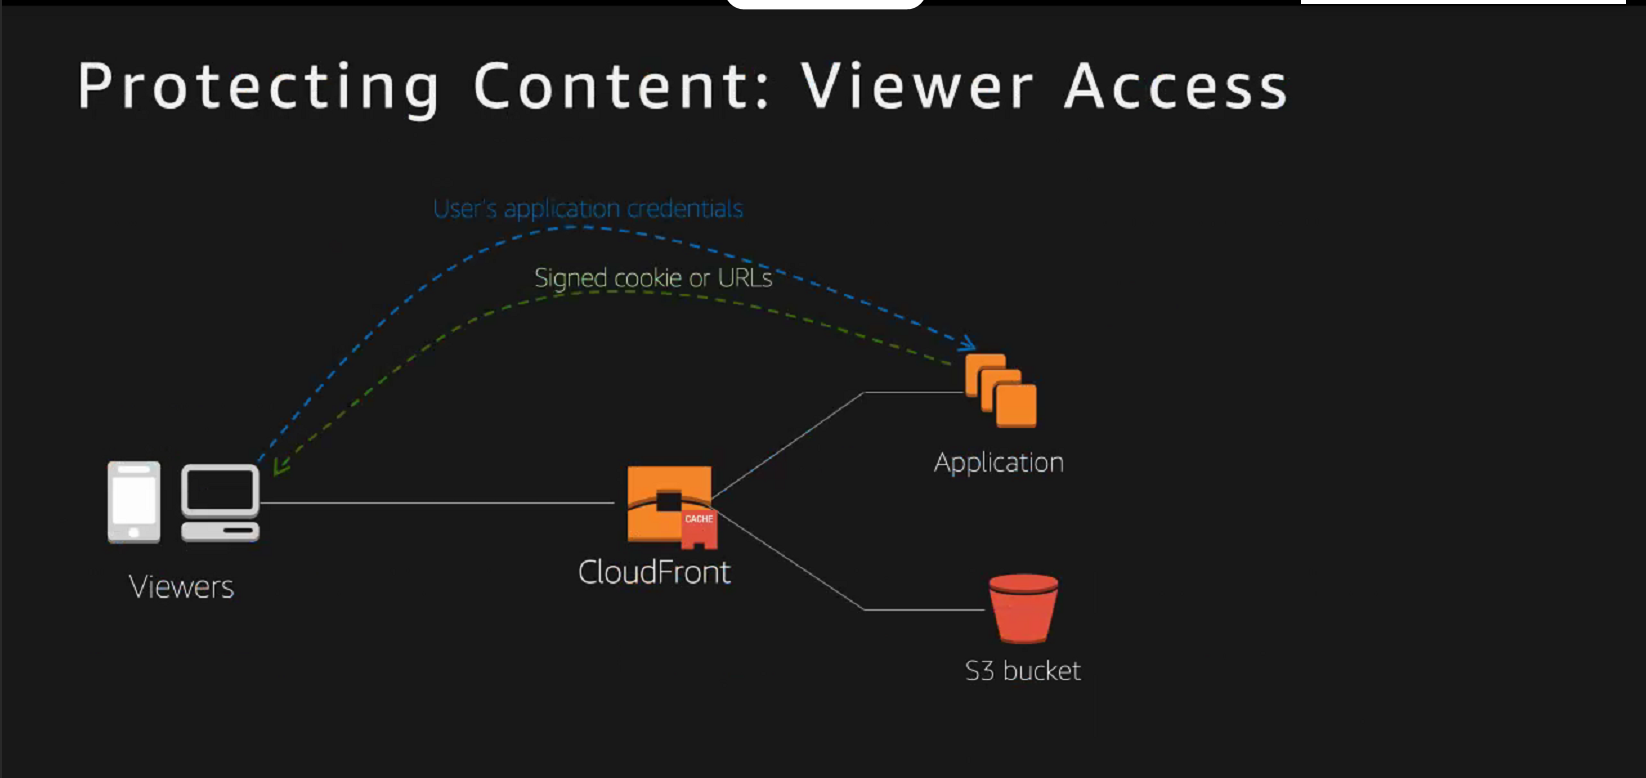 Protecting Content: Viewer Access
User's application credentials
Signed cookie or URLs
Application
CACHE
CloudFront
Viewers
S3 bucket